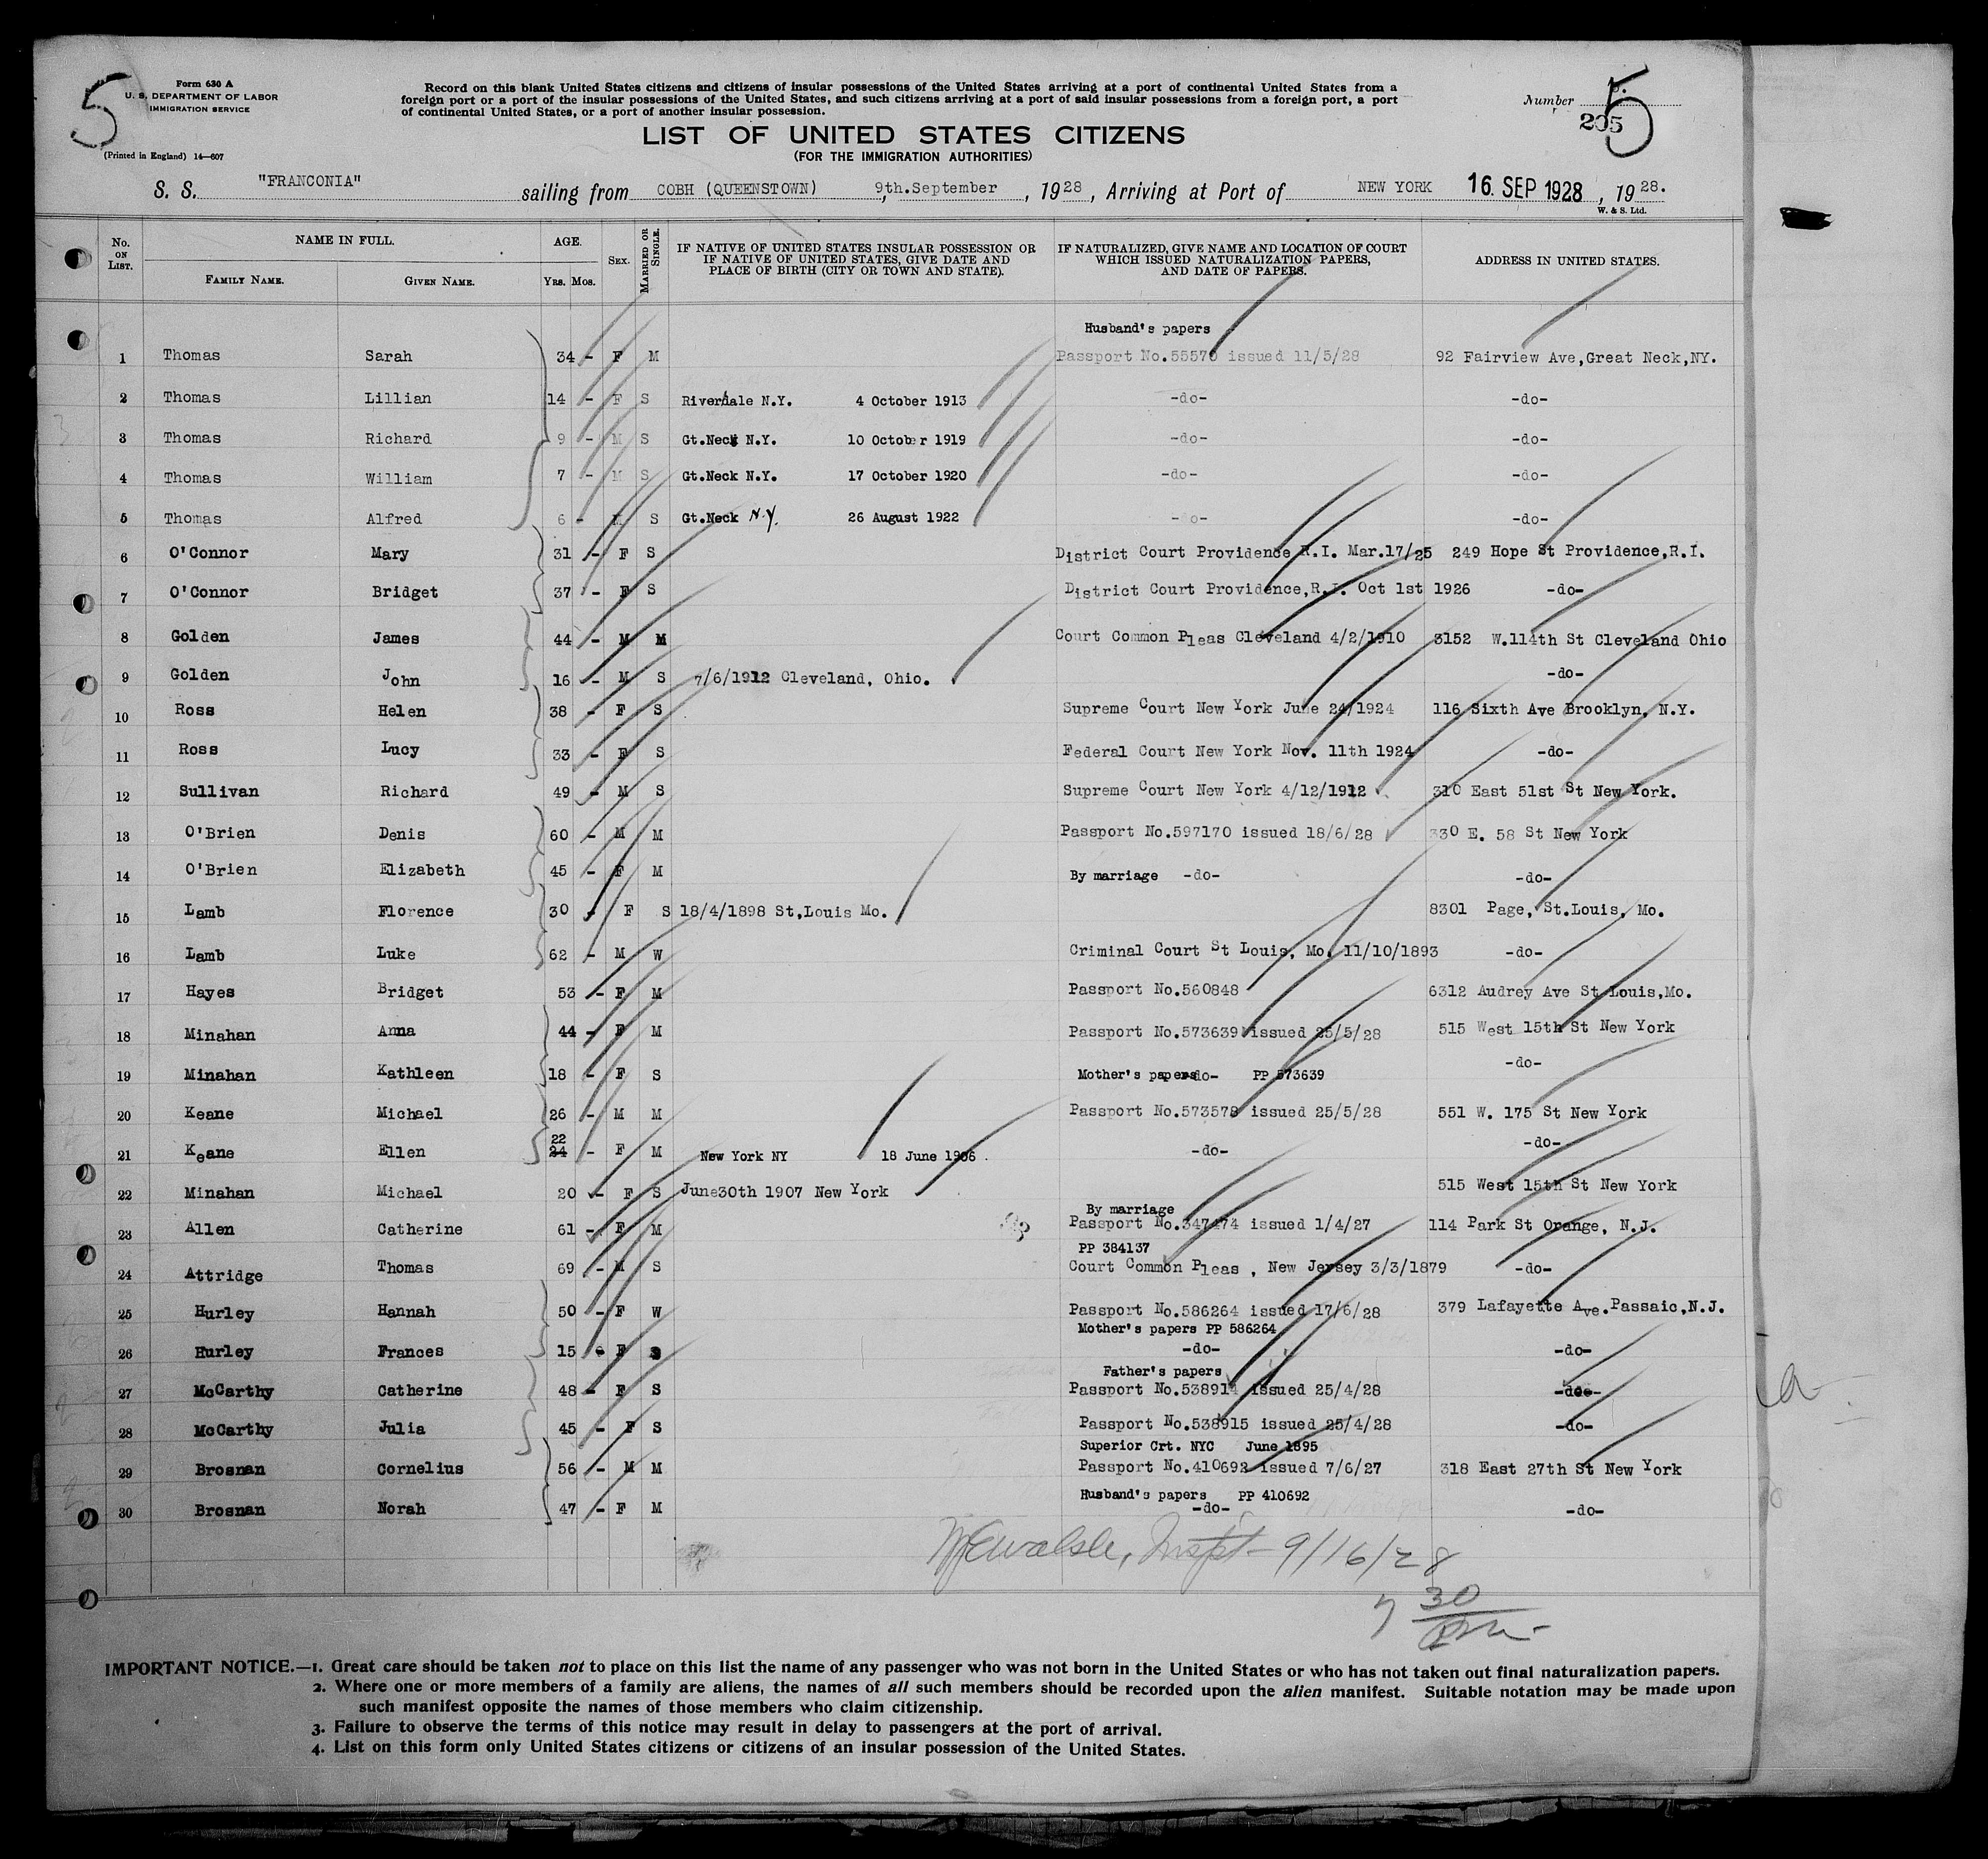 5
Form 630 A
U. S. DEPARTMENT OF LABOR
IMMIGRATION SERVICE
(Printed in England) 14—607
Record on this blank United States citizens and citizens of insular possessions of the United States arriving at a port of continental United States from a
foreign port or a port of the insular possessions of the United States, and such citizens arriving at a port of said insular possessions from a foreign port, a port
of continental United States, or a port of another insular possession.
Number 5
205
LIST OF UNITED STATES CITIZENS
(FOR THE IMMIGRATION AUTHORITIES)
S. S. "FRANCONIA" sailing from COBH (QUEENSTOWN) 9th.September, 1928, Arriving at Port of NEW YORK 16. SEP 1928, 1928.
W. & S. Ltd.
No. ON LIST. NAME IN FULL. FAMILY NAME. GIVEN NAME. AGE. YRS. MOS. SEX. MARRIED OR SINGLE.
IF NATIVE OF UNITED STATES INSULAR POSSESSION OR
IF NATIVE OF UNITED STATES, GIVE DATE AND
PLACE OF BIRTH (CITY OR TOWN AND STATE).
IF NATURALIZED, GIVE NAME AND LOCATION OF COURT
WHICH ISSUED NATURALIZATION PAPERS,
AND DATE OF PAPERS.
ADDRESS IN UNITED STATES.
Husband's papers
1 Thomas Sarah 34 - F M Passport No.55570 issued 11/5/28 92 Fairview Ave,Great Neck,NY.
2 Thomas Lillian 14 - F S Riverdale N.Y. 4 October 1913 -do- -do-
3 Thomas Richard 9 - M S Gt.Neck N.Y. 10 October 1919 -do- -do-
4 Thomas William 7 - M S Gt.Neck N.Y. 17 October 1920 -do- -do-
5 Thomas Alfred 6 - M S Gt.Neck N.Y. 26 August 1922 -do- -do-
6 O'Connor Mary 31 - F S District Court Providence R.I. Mar.17/25 249 Hope St Providence,R.I.
7 O'Connor Bridget 37 - F S District Court Providence,R.I. Oct 1st 1926 -do-
8 Golden James 44 - M M Court Common Pleas Cleveland 4/2/1910 3152 W.114th St Cleveland Ohio
9 Golden John 16 - M S 7/6/1912 Cleveland, Ohio. -do-
10 Ross Helen 38 - F S Supreme Court New York June 24/1924 116 Sixth Ave Brooklyn, N.Y.
11 Ross Lucy 33 - F S Federal Court New York Nov. 11th 1924 -do-
12 Sullivan Richard 49 - M S Supreme Court New York 4/12/1912 310 East 51st St New York.
13 O'Brien Denis 60 - M M Passport No.597170 issued 18/6/28 330 E. 58 St New York
14 O'Brien Elizabeth 45 - F M By marriage -do- -do-
15 Lamb Florence 30 - F S 18/4/1898 St,Louis Mo. 8301 Page, St.Louis, Mo.
16 Lamb Luke 62 - M W Criminal Court St Louis, Mo. 11/10/1893 -do-
17 Hayes Bridget 53 - F M Passport No.560848 6312 Audrey Ave St Louis,Mo.
18 Minahan Anna 44 - F M Passport No.573639 issued 25/5/28 515 West 15th St New York
19 Minahan Kathleen 18 - F S Mother's papers -do- PP 573639 -do-
20 Keane Michael 26 - M M Passport No.573578 issued 25/5/28 551 W. 175 St New York
22
21 Keane Ellen 24 - F M New York NY 18 June 1906. -do- -do-
22 Minahan Michael 20 - F S June30th 1907 New York 515 West 15th St New York
By marriage
23 Allen Catherine 61 - F M Passport No.347474 issued 1/4/27 114 Park St Orange, N.J.
PP 384137
24 Attridge Thomas 69 - M S Court Common Pleas , New Jersey 3/3/1879 -do-
25 Hurley Hannah 50 - F W Passport No.586264 issued 17/6/28 379 Lafayette Ave.Passaic,N.J.
Mother's papers PP 586264
26 Hurley Frances 15 - F S -do- -do-
Father's papers
27 McCarthy Catherine 48 - F S Passport No.538914 issued 25/4/28 -do-
28 McCarthy Julia 45 - F S Passport No.538915 issued 25/4/28 -do-
Superior Crt. NYC June 1895
29 Brosnan Cornelius 56 - M M Passport No.410692 issued 7/6/27 318 East 27th St New York
Husband's papers PP 410692
30 Brosnan Norah 47 - F M -do- -do-
9/16/28
30
IMPORTANT NOTICE.—1. Great care should be taken not to place on this list the name of any passenger who was not born in the United States or who has not taken out final naturalization papers.
2. Where one or more members of a family are aliens, the names of all such members should be recorded upon the alien manifest. Suitable notation may be made upon
such manifest opposite the names of those members who claim citizenship.
3. Failure to observe the terms of this notice may result in delay to passengers at the port of arrival.
4. List on this form only United States citizens or citizens of an insular possession of the United States.